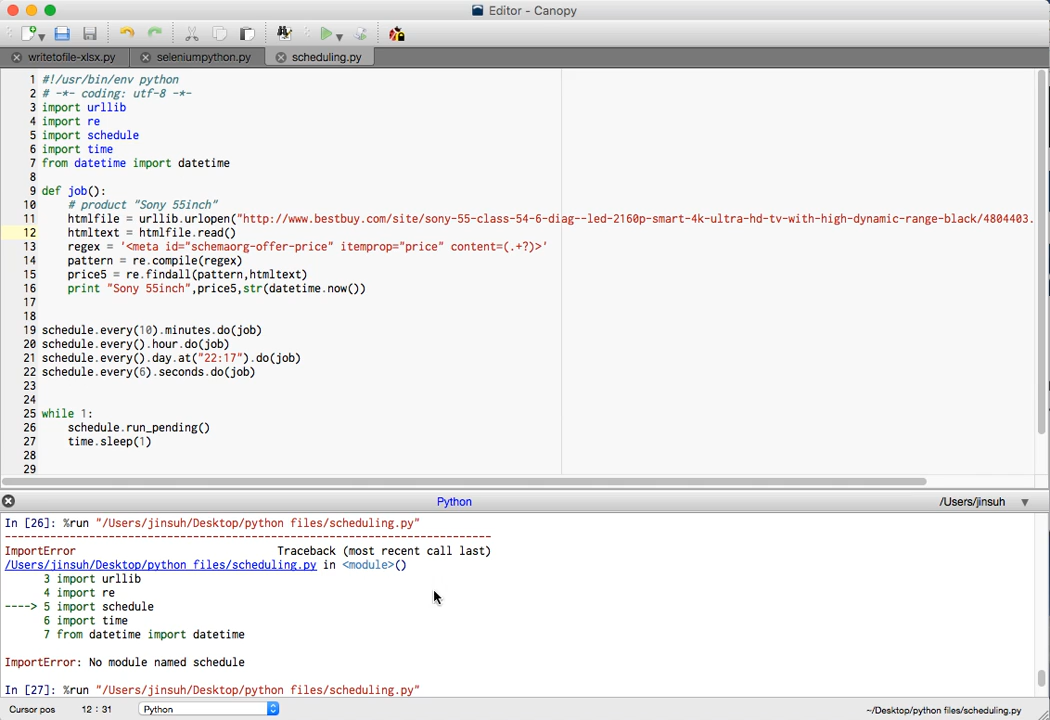 Editor - Canopy
writetofile-xlsx.py
seleniumpython.py
scheduling.py
1 #!/usr/bin/env python
2 # -*- coding: utf-8 -*-
3 import urllib
4 import re
5 import schedule
6 import time
7 from datetime import datetime
8
9 def job():
10     # product "Sony 55inch"
11     htmlfile = urllib.urlopen("http://www.bestbuy.com/site/sony-55-class-54-6-diag--led-2160p-smart-4k-ultra-hd-tv-with-high-dynamic-range-black/4804403.
12     htmltext = htmlfile.read()
13     regex = '<meta id="schemaorg-offer-price" itemprop="price" content=(.+?)>'
14     pattern = re.compile(regex)
15     price5 = re.findall(pattern,htmltext)
16     print "Sony 55inch",price5,str(datetime.now())
17
18
19 schedule.every(10).minutes.do(job)
20 schedule.every().hour.do(job)
21 schedule.every().day.at("22:17").do(job)
22 schedule.every(6).seconds.do(job)
23
24
25 while 1:
26     schedule.run_pending()
27     time.sleep(1)
28
29
Python
/Users/jinsuh
In [26]: %run "/Users/jinsuh/Desktop/python files/scheduling.py"
---------------------------------------------------------------------------
ImportError                               Traceback (most recent call last)
/Users/jinsuh/Desktop/python files/scheduling.py in <module>()
      3 import urllib
      4 import re
----> 5 import schedule
      6 import time
      7 from datetime import datetime
ImportError: No module named schedule
In [27]: %run "/Users/jinsuh/Desktop/python files/scheduling.py"
Cursor pos 12 : 31 Python ~/Desktop/python files/scheduling.py